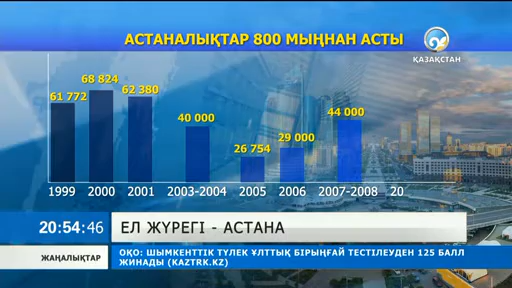 АСТАНАЛЫҚТАР 800 МЫҢНАН АСТЫ
ҚАЗАҚСТАН
61 772
68 824
62 380
40 000
26 754
29 000
44 000
1999 2000 2001 2003-2004 2005 2006 2007-2008 20
20:54:46
ЕЛ ЖҮРЕГІ - АСТАНА
ЖАҢАЛЫҚТАР
ОҚО: ШЫМКЕНТТІК ТҮЛЕК ҰЛТТЫҚ БІРЫҢҒАЙ ТЕСТІЛЕУДЕН 125 БАЛЛ
ЖИНАДЫ (KAZTRK.KZ)